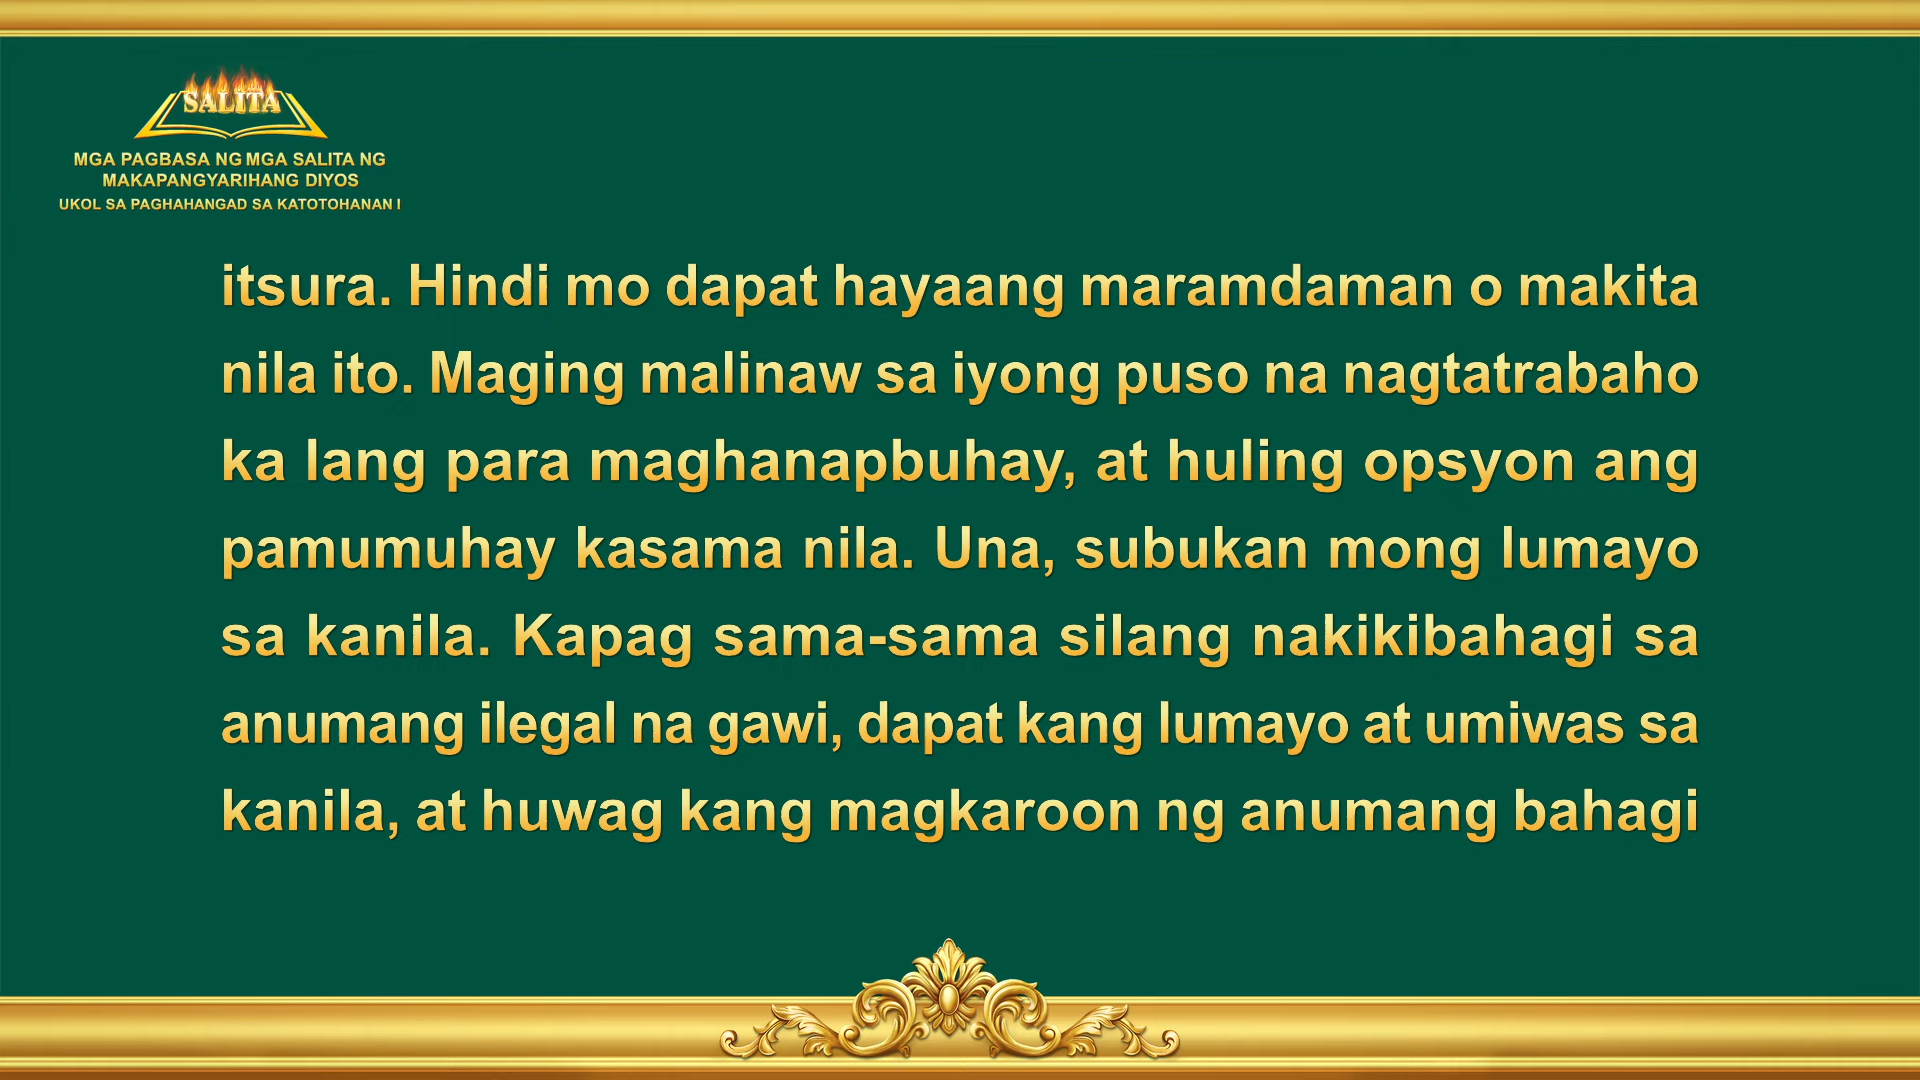 SALITA
MGA PAGBASA NG MGA SALITA NG
MAKAPANGYARIHANG DIYOS
UKOL SA PAGHAHANGAD SA KATOTOHANAN I
itsura. Hindi mo dapat hayaang maramdaman o makita
nila ito. Maging malinaw sa iyong puso na nagtatrabaho
ka lang para maghanapbuhay, at huling opsyon ang
pamumuhay kasama nila. Una, subukan mong lumayo
sa kanila. Kapag sama-sama silang nakikibahagi sa
anumang ilegal na gawi, dapat kang lumayo at umiwas sa
kanila, at huwag kang magkaroon ng anumang bahagi